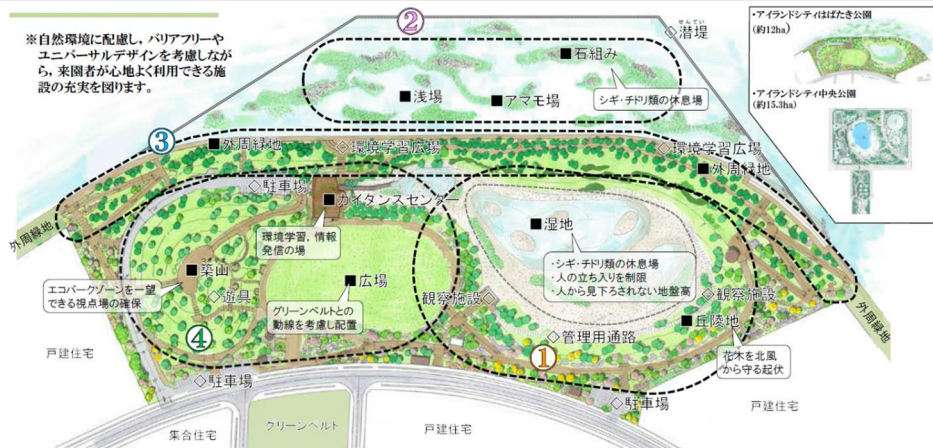 ※自然環境に配慮し、バリアフリーや
ユニバーサルデザインを考慮しなが
ら、来園者が心地よく利用できる施
設の充実を図ります。
②
せんてい
◇潜堤
・アイランドシティはばたき公園
(約12ha)
・アイランドシティ中央公園
(約15.3ha)
■石組み
■浅場
■アマモ場
シギ・チドリ類の休息場
③
■外周緑地
◇環境学習広場
◇環境学習広場
■外周緑地
◇駐車場
■ガイダンスセンター
環境学習，情報
発信の場
外周緑地
■湿地
・シギ・チドリ類の休息場
・人の立ち入りを制限
・人から見下ろされない地盤高
■築山
エコパークゾーンを一望
できる視点場の確保
◇遊具
■広場
グリーンベルトとの
動線を考慮し配置
観察施設◇
◇観察施設
■丘陵地
外周緑地
④
◇管理用通路
①
花木を北風
から守る起伏
戸建住宅
◇駐車場
◇駐車場
戸建住宅
集合住宅
グリーンベルト
戸建住宅